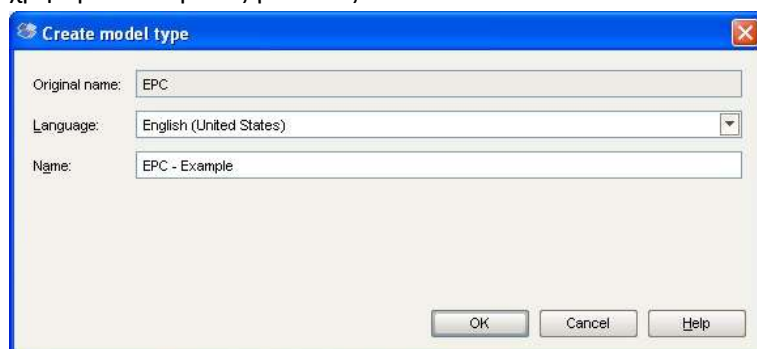 Create model type
Original name: EPC
Language: English (United States)
Name: EPC - Example
OK Cancel Help